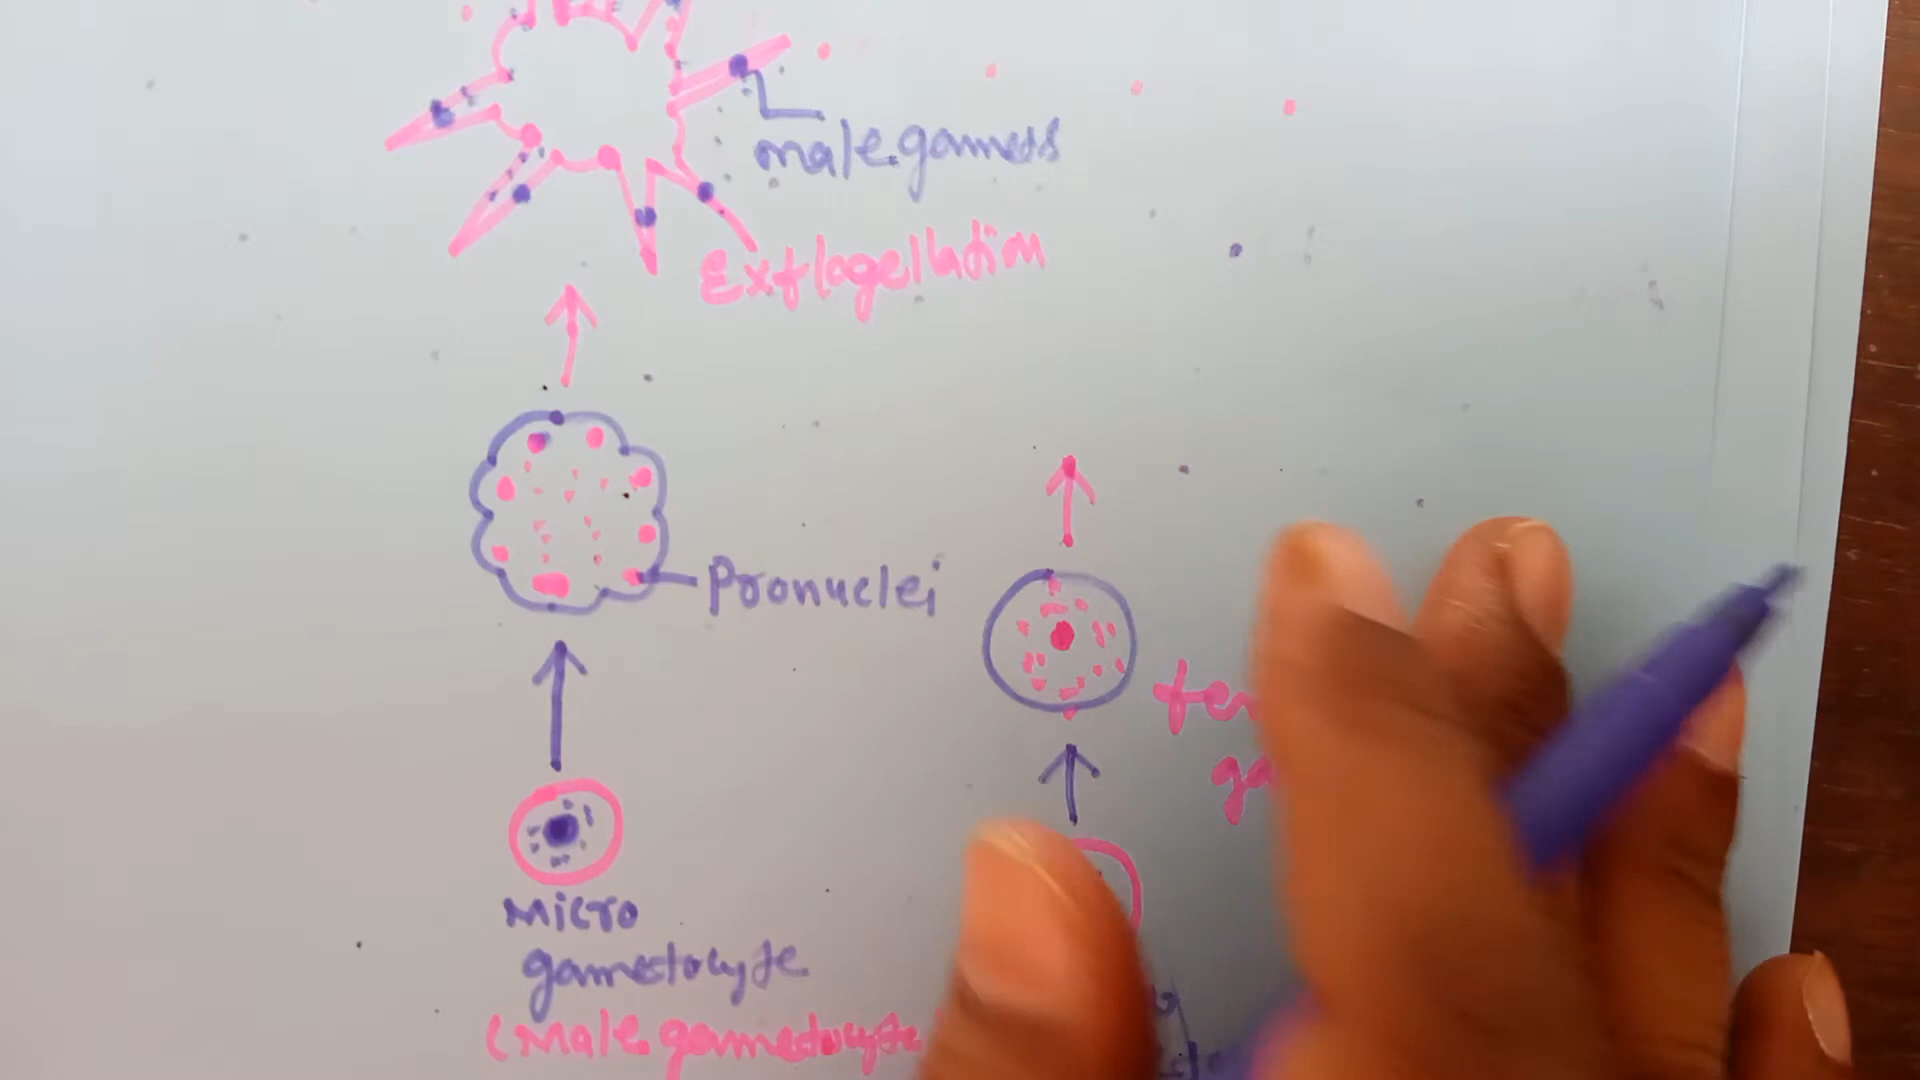 male gametes
Exflagellation
Pronuclei
Micro
gametocyte
(Male gametocyte